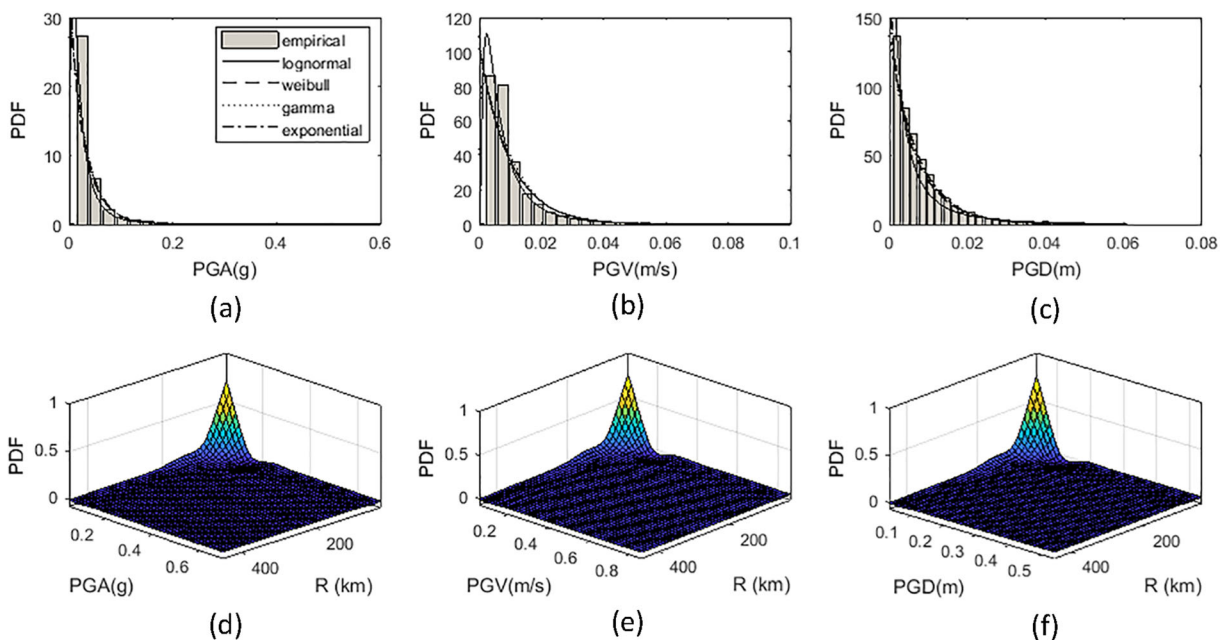 30
20
10
0
PDF
0
0.2
0.4
0.6
PGA(g)
empirical
lognormal
weibull
gamma
exponential
(a)
120
100
80
60
40
20
0
PDF
0
0.02
0.04
0.06
0.08
0.1
PGV(m/s)
(b)
150
100
50
0
PDF
0
0.02
0.04
0.06
0.08
PGD(m)
(c)
1
0.5
0
PDF
0.2
0.4
0.6
PGA(g)
400
200
R (km)
(d)
1
0.5
0
PDF
0.2
0.4
0.6
0.8
PGV(m/s)
400
200
R (km)
(e)
1
0.5
0
PDF
0.1
0.2
0.3
0.4
0.5
PGD(m)
400
200
R (km)
(f)